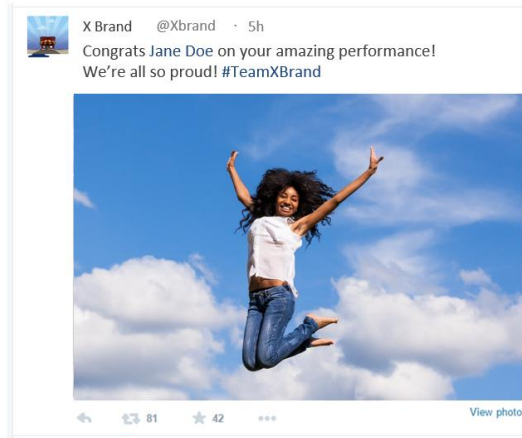 X Brand @Xbrand · 5h
Congrats Jane Doe on your amazing performance!
We’re all so proud! #TeamXBrand
81 42
View photo